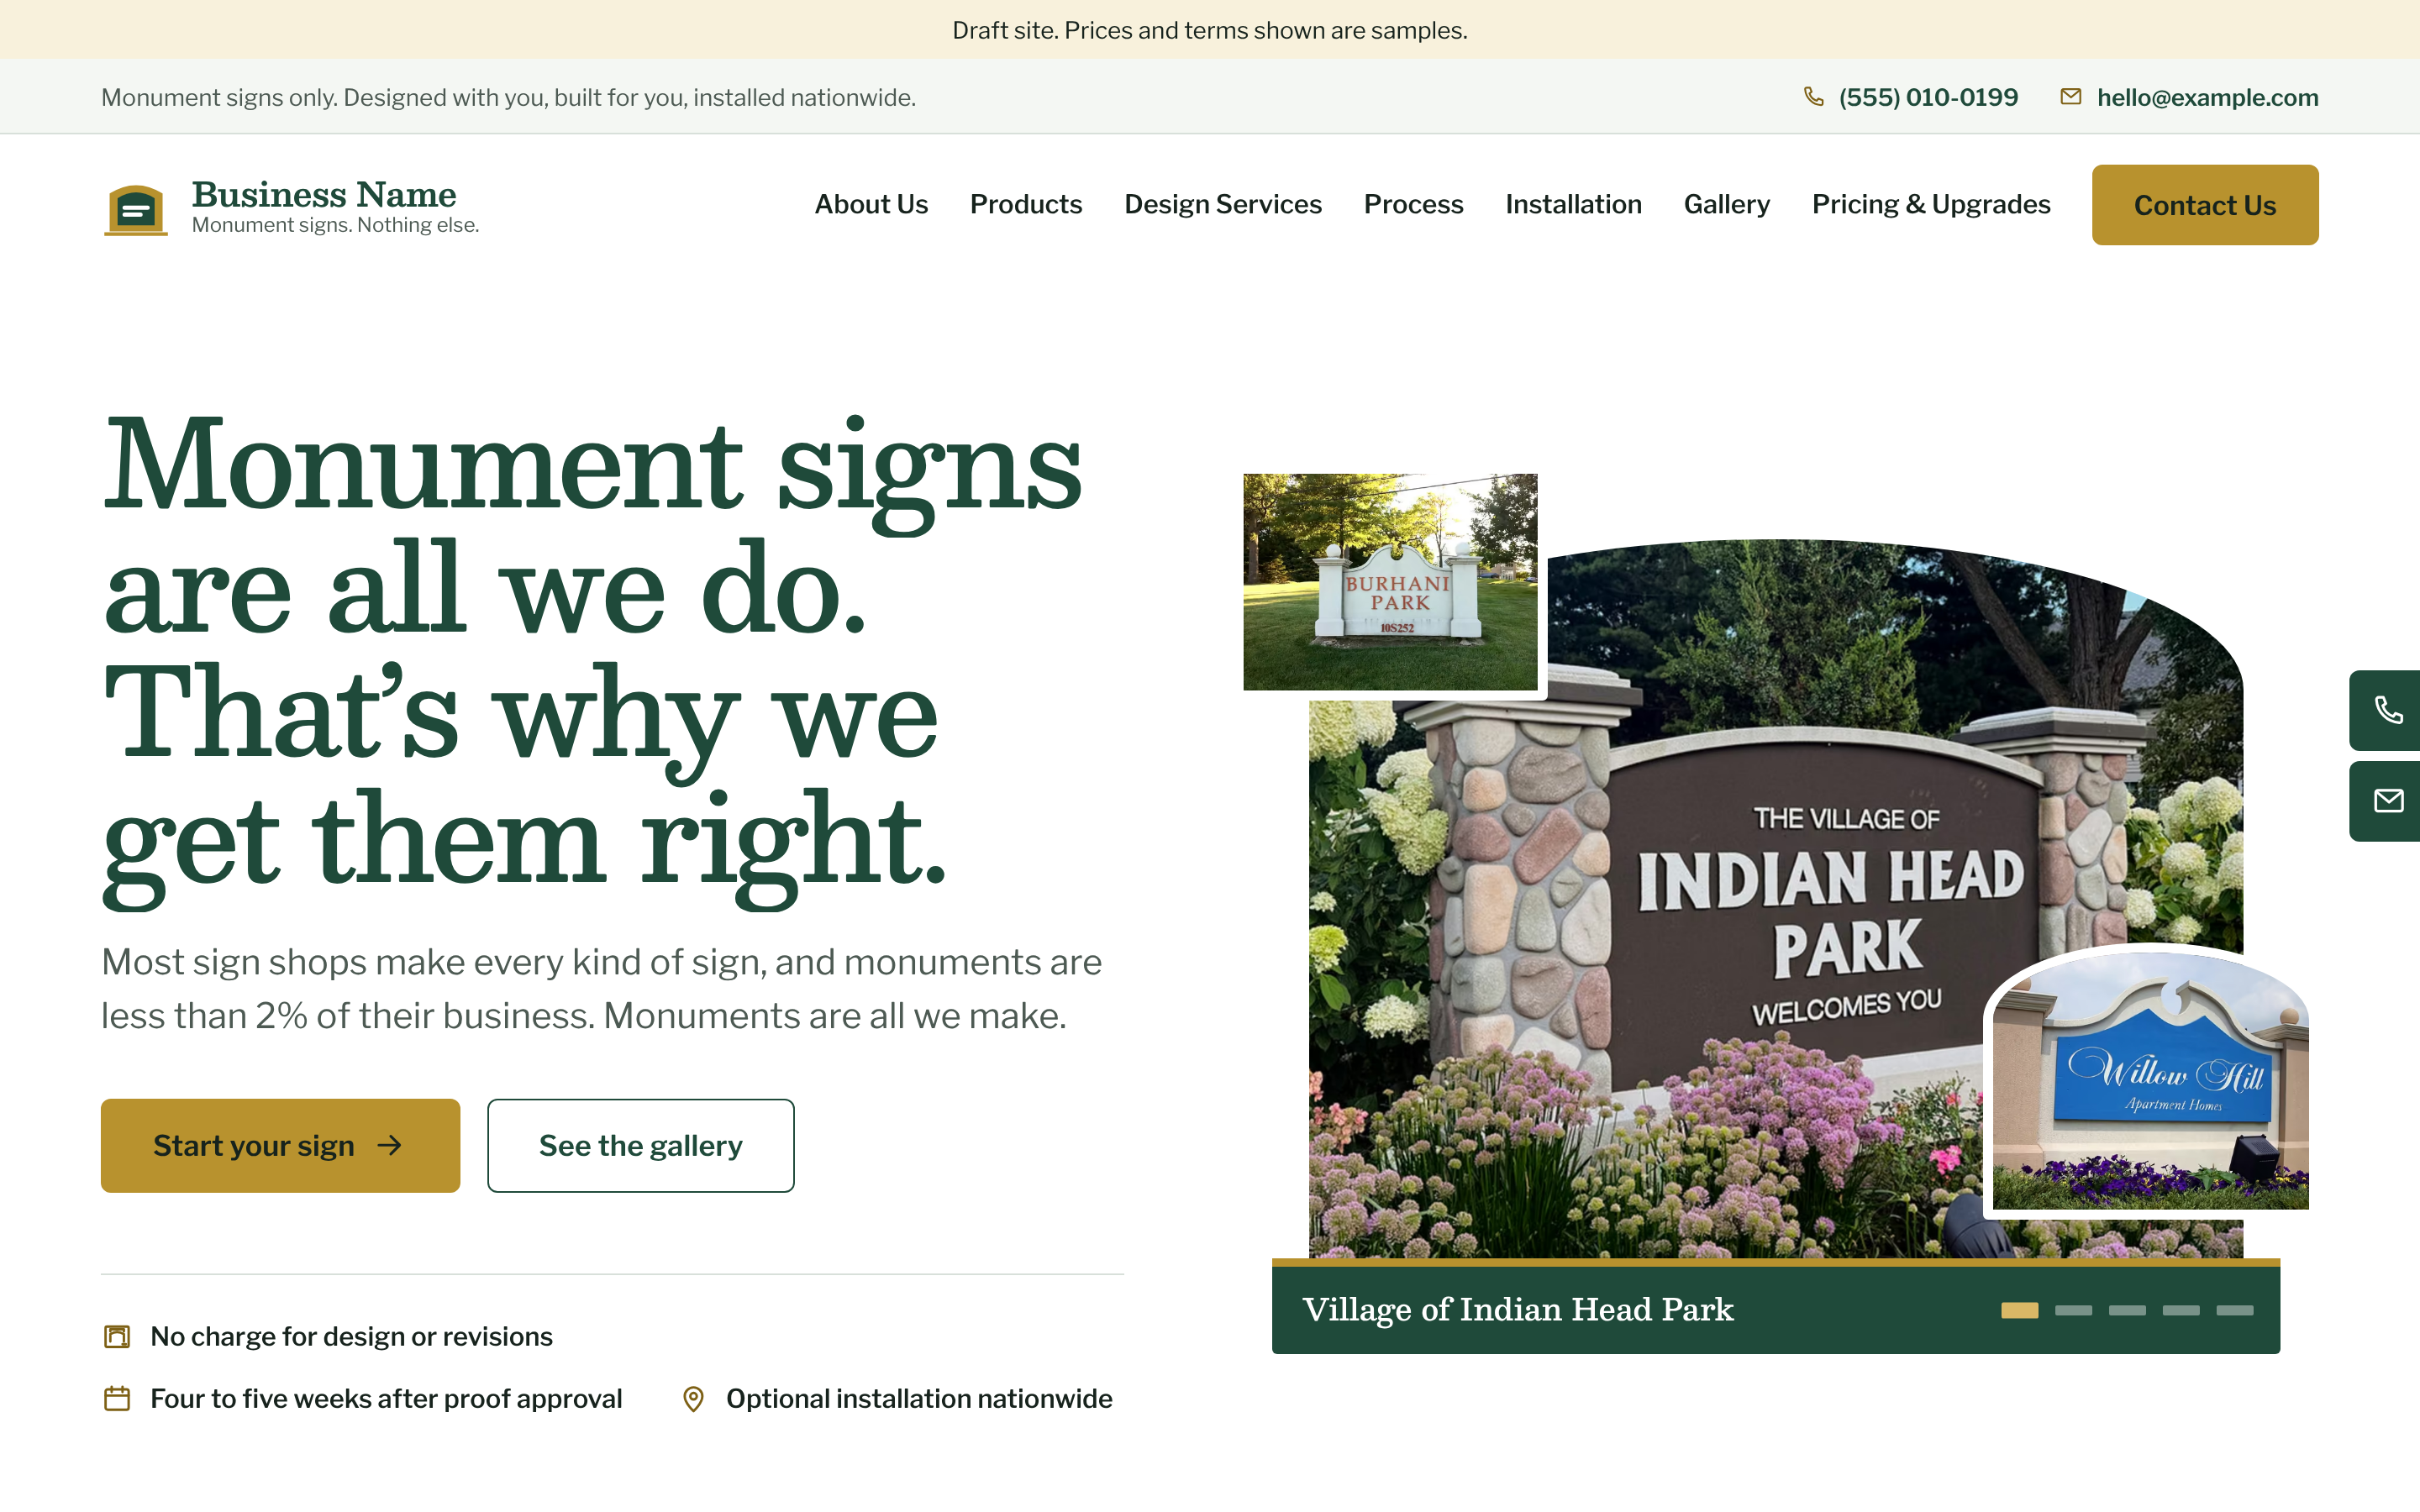 Draft site. Prices and terms shown are samples.
Monument signs only. Designed with you, built for you, installed nationwide.
(555) 010-0199
hello@example.com
Business Name
Monument signs. Nothing else.
About Us
Products
Design Services
Process
Installation
Gallery
Pricing & Upgrades
Contact Us
Monument signs
are all we do.
That’s why we
get them right.
Most sign shops make every kind of sign, and monuments are
less than 2% of their business. Monuments are all we make.
Start your sign
See the gallery
No charge for design or revisions
Four to five weeks after proof approval
Optional installation nationwide
BURHANI
PARK
10S252
THE VILLAGE OF
INDIAN HEAD
PARK
WELCOMES YOU
Willow Hill
Apartment Homes
Village of Indian Head Park